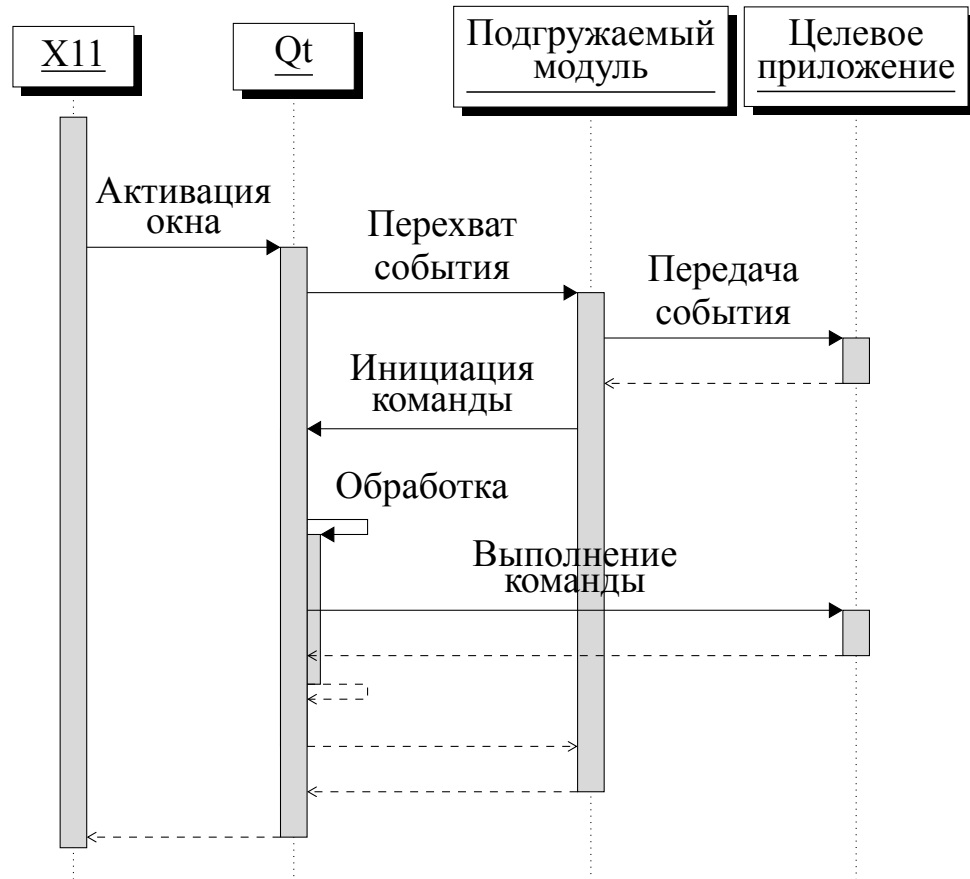 X11
Qt
Подгружаемый
модуль
Целевое
приложение
Активация
окна
Перехват
события
Передача
события
Инициация
команды
Обработка
Выполнение
команды